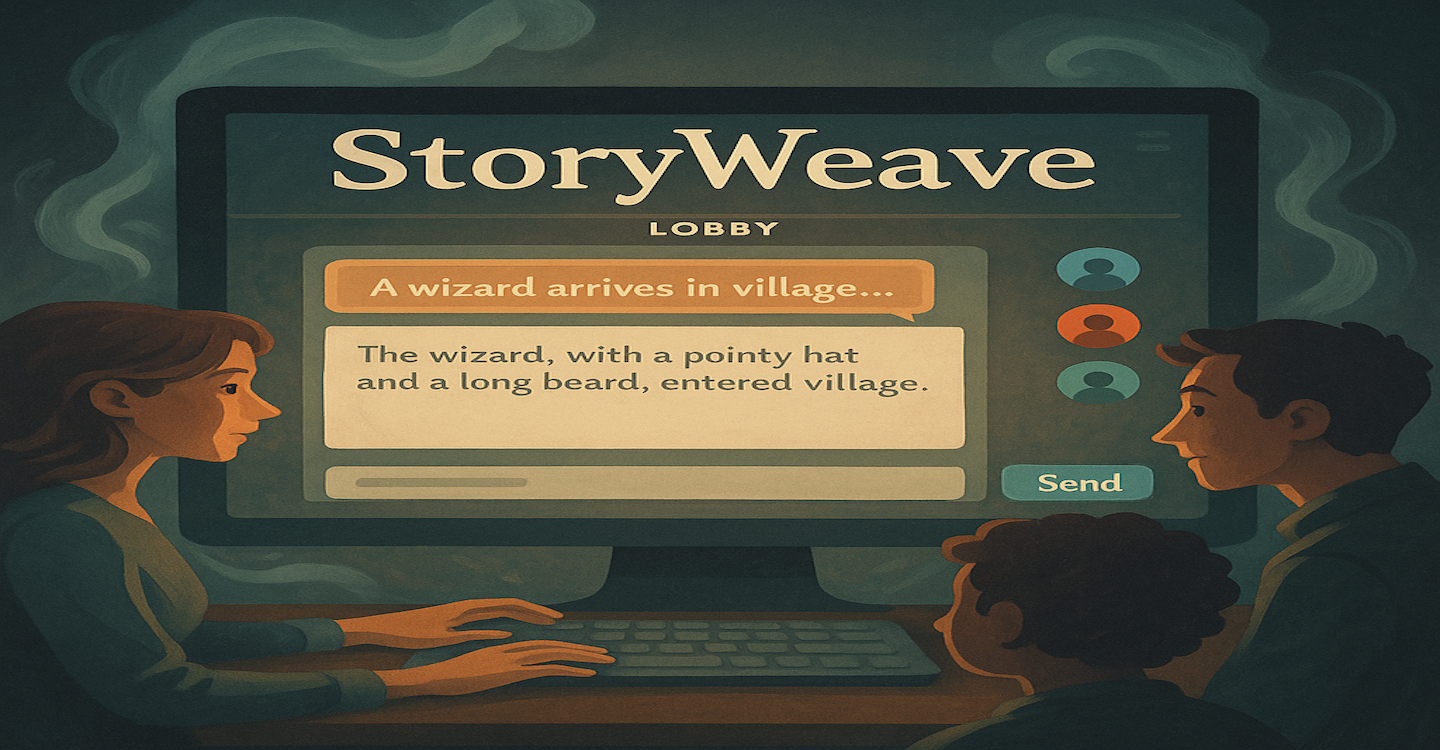 StoryWeave
LOBBY
A wizard arrives in village...
The wizard, with a pointy hat
and a long beard, entered village.
Send